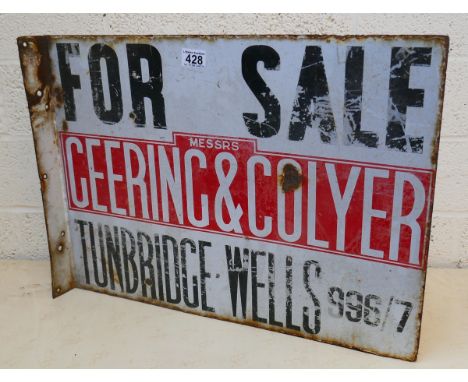 428
FOR SALE
MESSRS
GEERING & COLYER
TUNBRIDGE WELLS 996/7